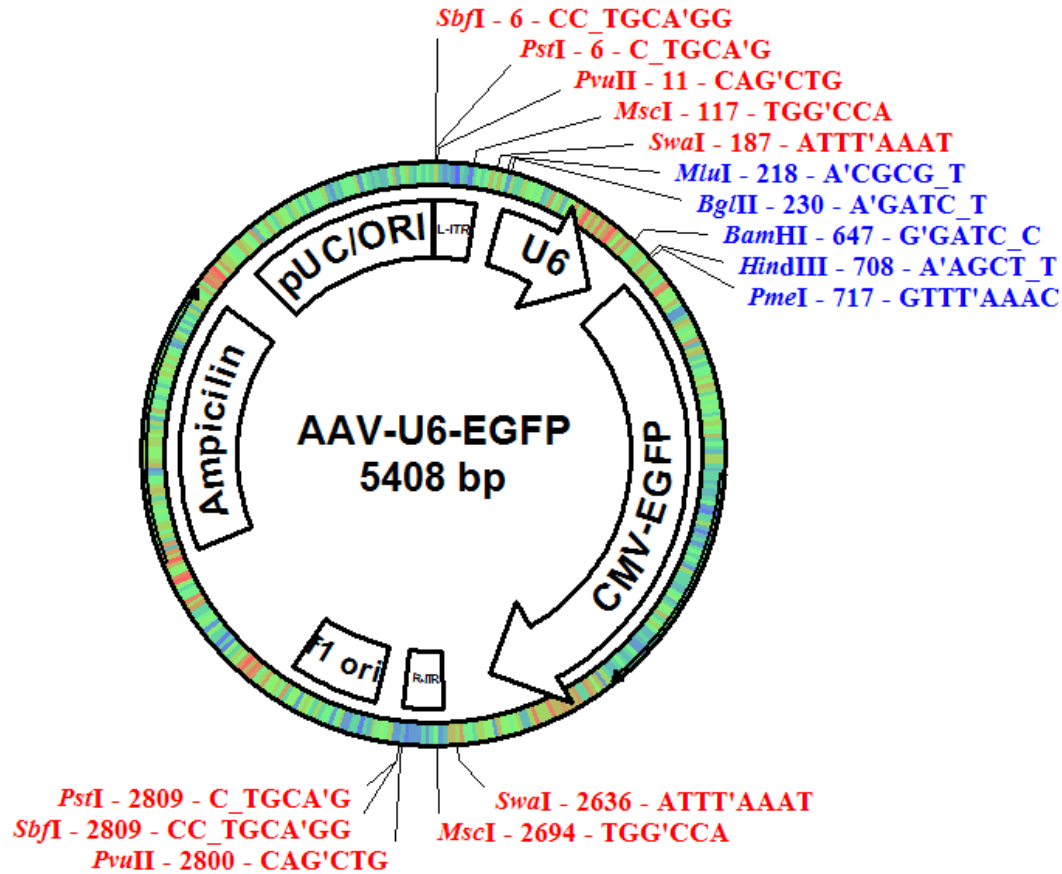 SbfI - 6 - CC_TGCA'GG
PstI - 6 - C_TGCA'G
PvuII - 11 - CAG'CTG
MscI - 117 - TGG'CCA
SwaI - 187 - ATTT'AAAT
MluI - 218 - A'CGCG_T
BglII - 230 - A'GATC_T
BamHI - 647 - G'GATC_C
HindIII - 708 - A'AGCT_T
PmeI - 717 - GTTT'AAAC
pUC/ORI
L-ITR
U6
Ampicilin
AAV-U6-EGFP
5408 bp
CMV-EGFP
f1 ori
R-ITR
PstI - 2809 - C_TGCA'G
SbfI - 2809 - CC_TGCA'GG
PvuII - 2800 - CAG'CTG
SwaI - 2636 - ATTT'AAAT
MscI - 2694 - TGG'CCA